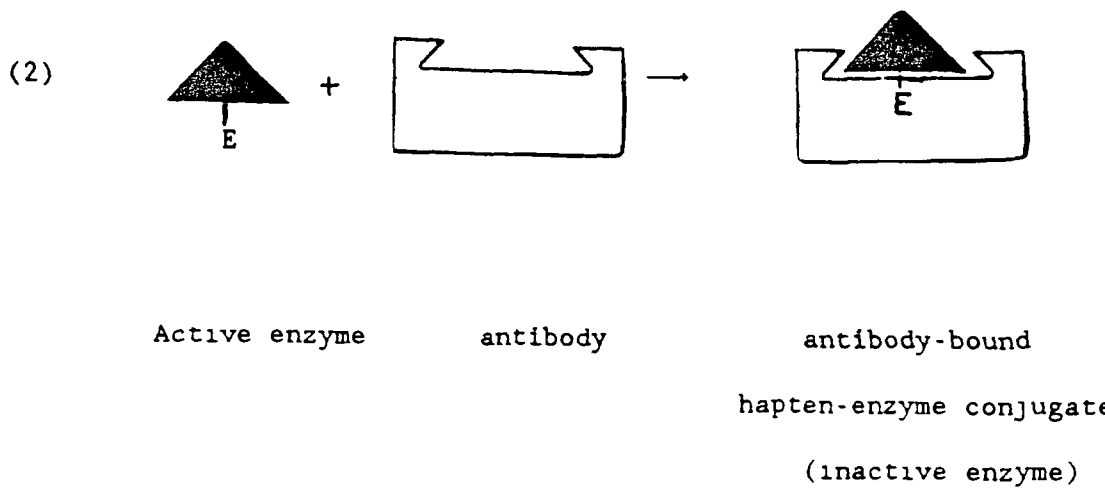 (2)
+
→
E
E
Active enzyme antibody antibody-bound
hapten-enzyme conjugate
(inactive enzyme)